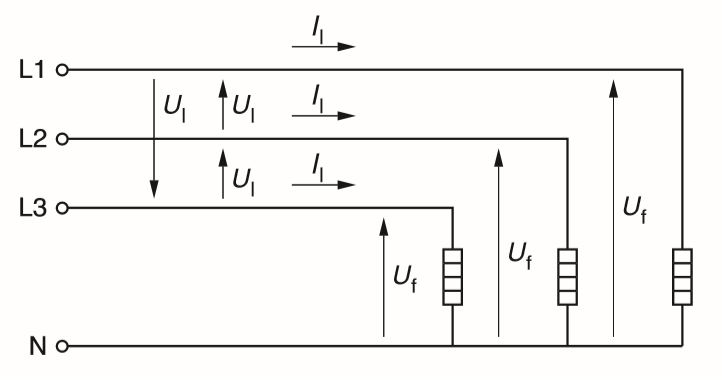 I_l
L1
U_l U_l I_l
L2
U_l I_l
L3 U_f
U_f U_f
N